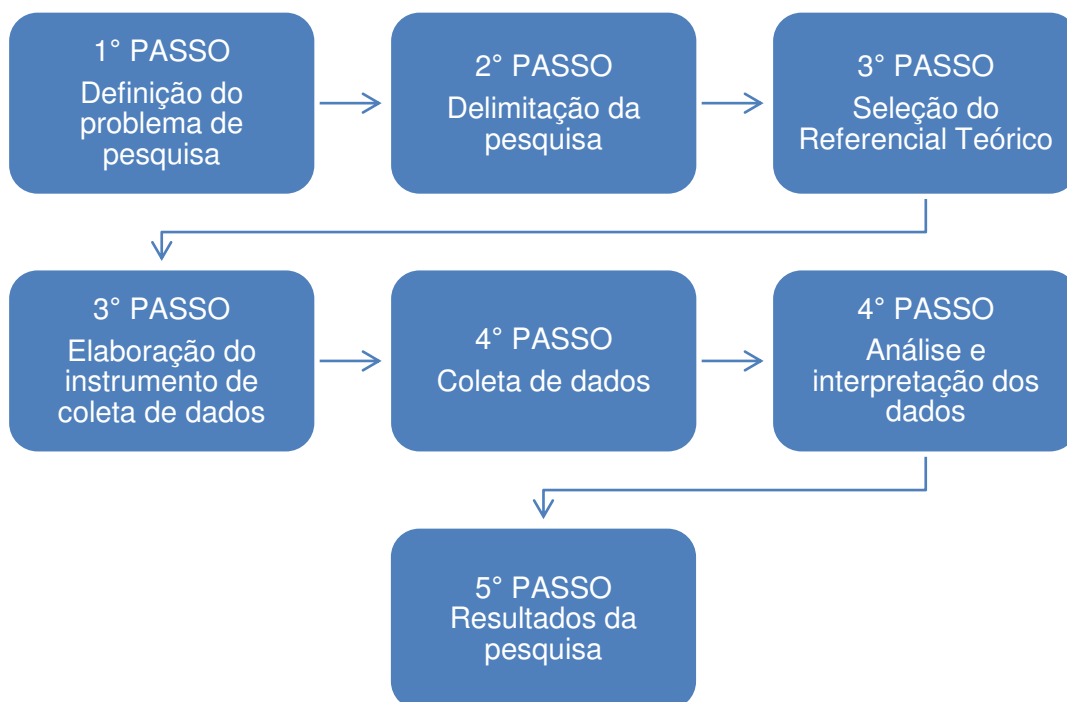 1° PASSO
Definição do
problema de
pesquisa
2° PASSO
Delimitação da
pesquisa
3° PASSO
Seleção do
Referencial Teórico
3° PASSO
Elaboração do
instrumento de
coleta de dados
4° PASSO
Coleta de dados
4° PASSO
Análise e
interpretação dos
dados
5° PASSO
Resultados da
pesquisa